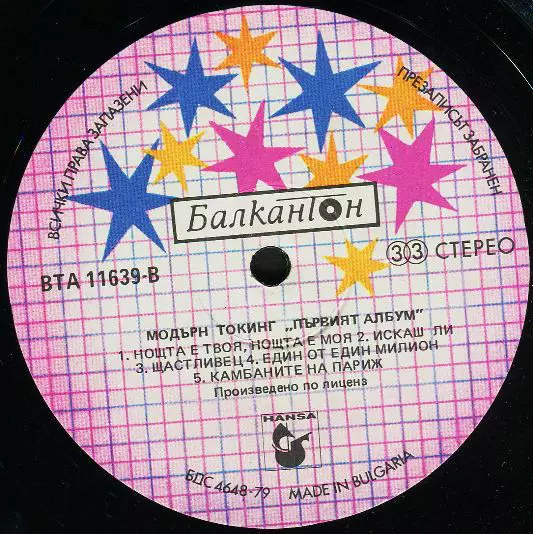 ВСИЧКИ ПРАВА ЗАПАЗЕНИ
ПРЕЗАПИСЪТ ЗАБРАНЕН
Балкантон
ВТА 11639-В
33 СТЕРЕО
МОДЪРН ТОКИНГ „ПЪРВИЯТ АЛБУМ"
1. НОЩТА Е ТВОЯ, НОЩТА Е МОЯ 2. ИСКАШ ЛИ
3. ЩАСТЛИВЕЦ 4. ЕДИН ОТ ЕДИН МИЛИОН
5. КАМБАНИТЕ НА ПАРИЖ
Произведено по лиценз
HANSA
БДС 4648-79 MADE IN BULGARIA